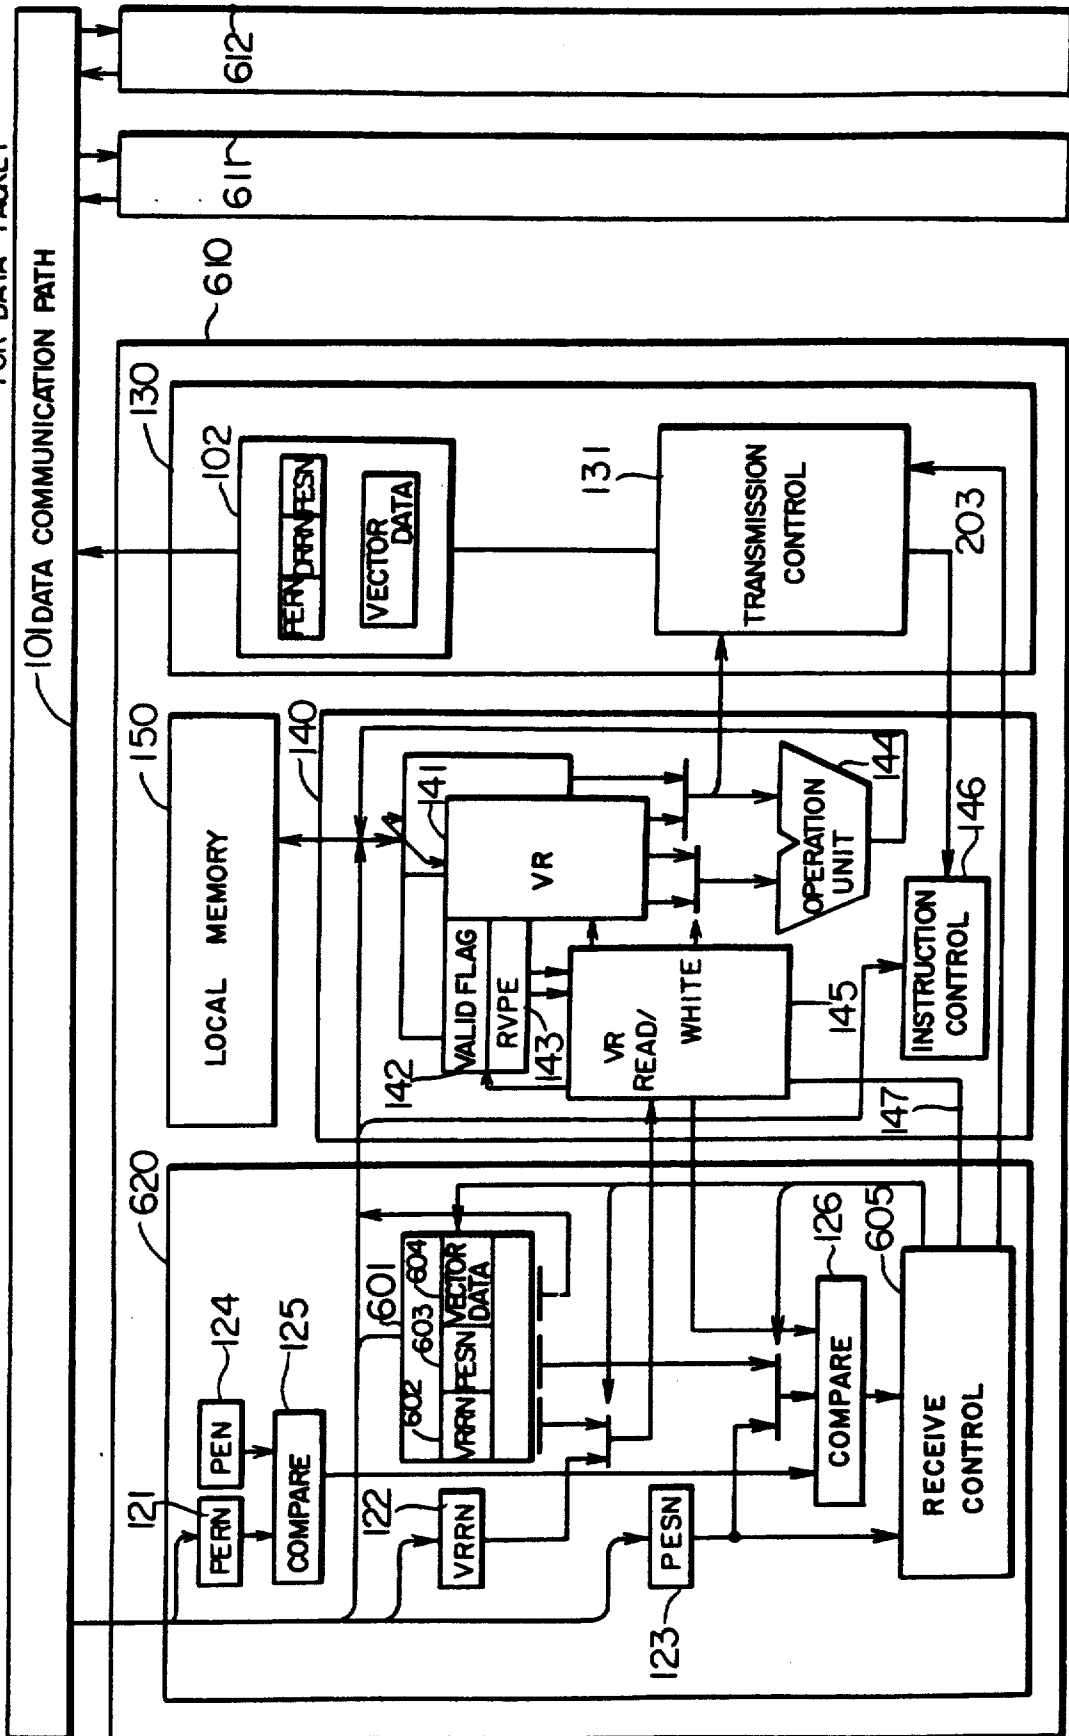 FOR DATA PACKET
101 DATA COMMUNICATION PATH
620
121
PERN
124
PEN
125
COMPARE
122
VRRN
123
PESN
601
602
603
604
VRRN
PESN
VECTOR
DATA
126
COMPARE
605
RECEIVE
CONTROL
150
LOCAL MEMORY
140
141
142
VALID FLAG
RVPE
143
VR
VR
READ/
WHITE
145
OPERATION
UNIT
144
146
INSTRUCTION
CONTROL
147
610
130
102
PERN
DRRN
PESN
VECTOR
DATA
131
TRANSMISSION
CONTROL
203
611
612